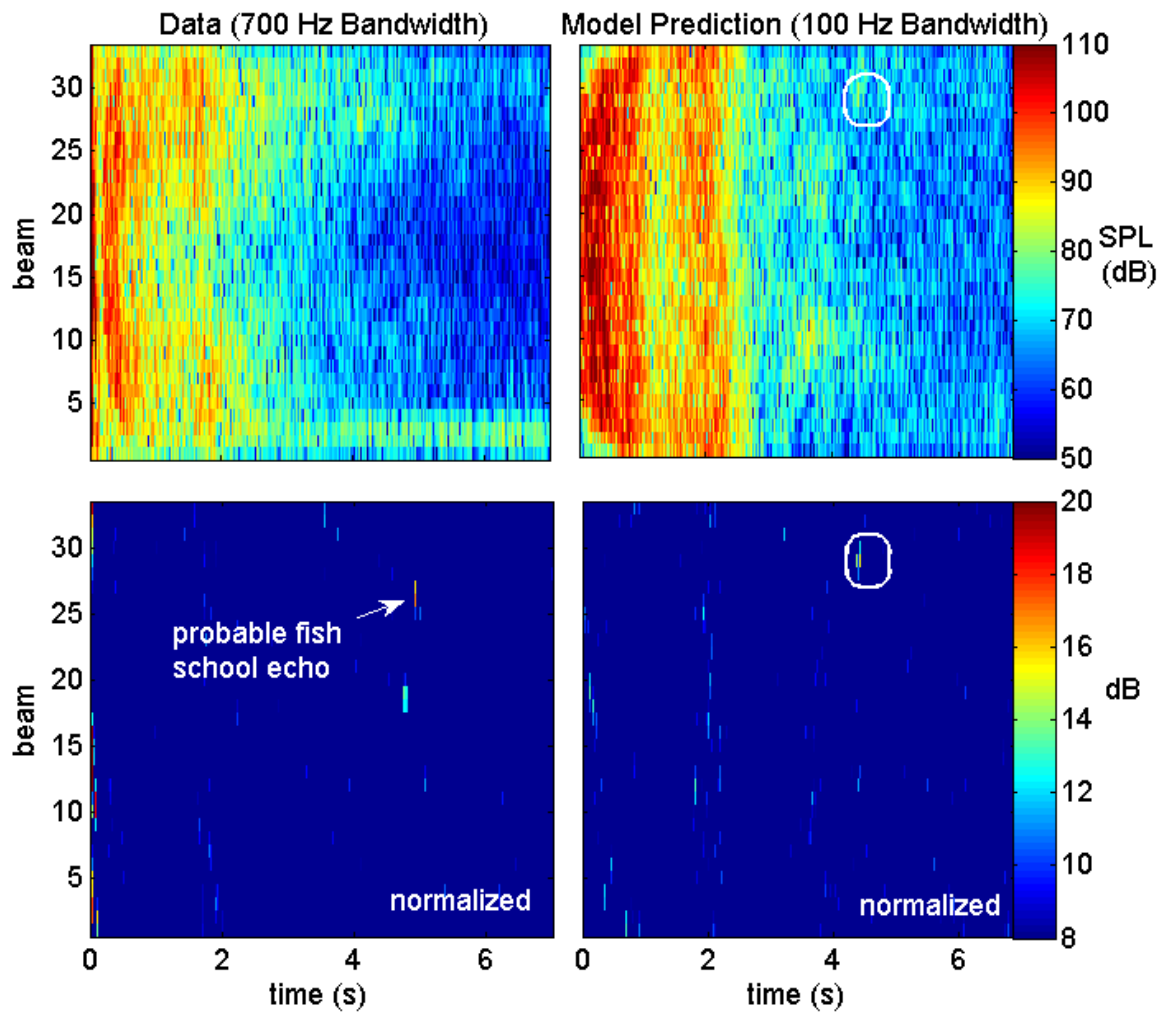 Data (700 Hz Bandwidth)
Model Prediction (100 Hz Bandwidth)
beam
30
25
20
15
10
5
110
100
90
80
70
60
50
SPL
(dB)
beam
30
25
20
15
10
5
probable fish
school echo
normalized
normalized
20
18
16
14
12
10
8
dB
0
2
4
6
time (s)
0
2
4
6
time (s)